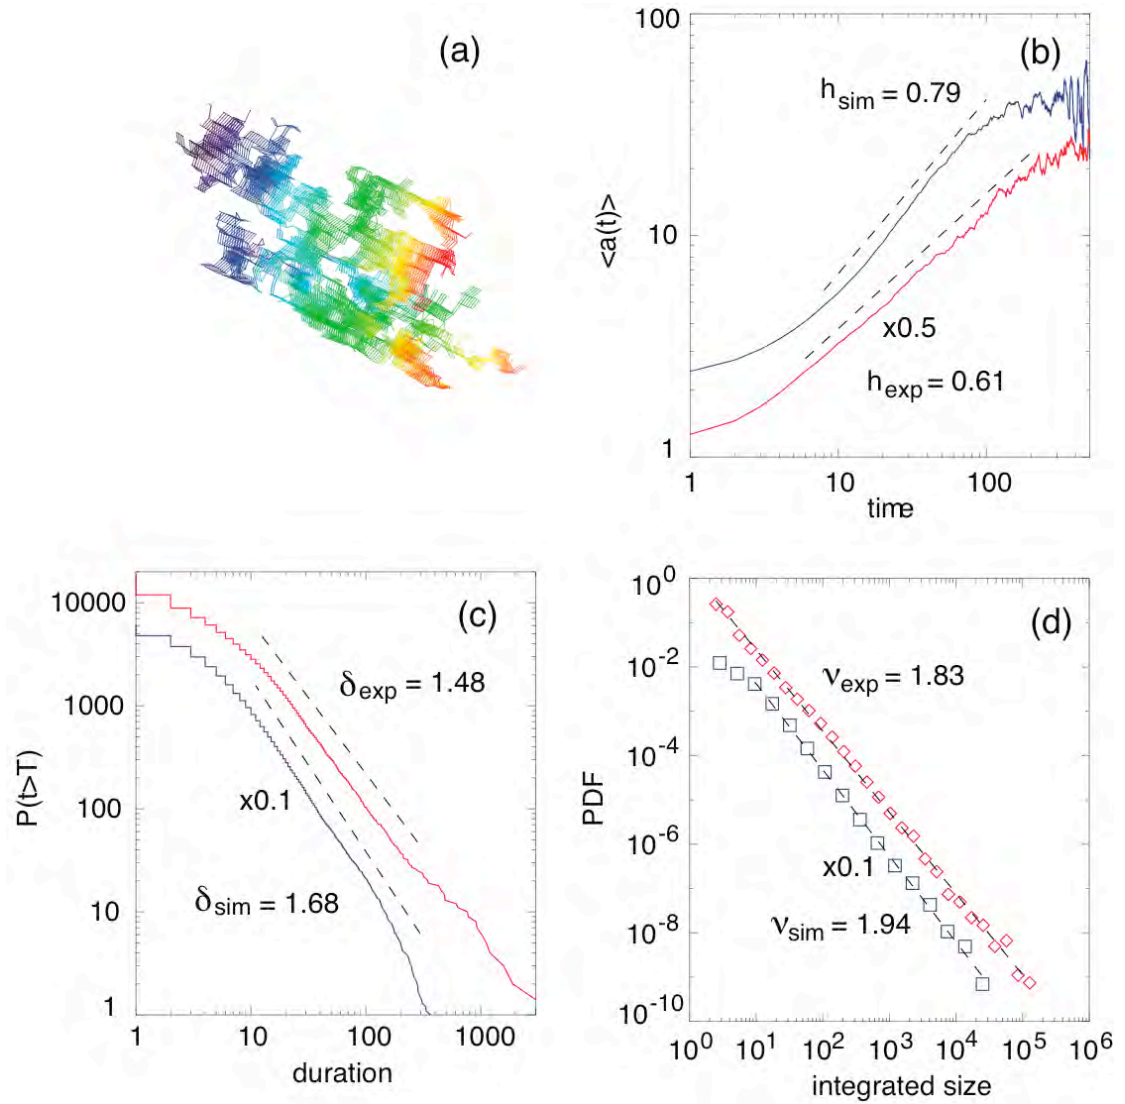 (a)
(b)
100
10
1
<a(t)>
h_sim = 0.79
x0.5
h_exp = 0.61
1 10 100
time
(c)
10000
1000
100
10
1
P(t>T)
δ_exp = 1.48
x0.1
δ_sim = 1.68
1 10 100 1000
duration
(d)
10^0
10^-2
10^-4
10^-6
10^-8
10^-10
PDF
ν_exp = 1.83
x0.1
ν_sim = 1.94
10^0 10^1 10^2 10^3 10^4 10^5 10^6
integrated size